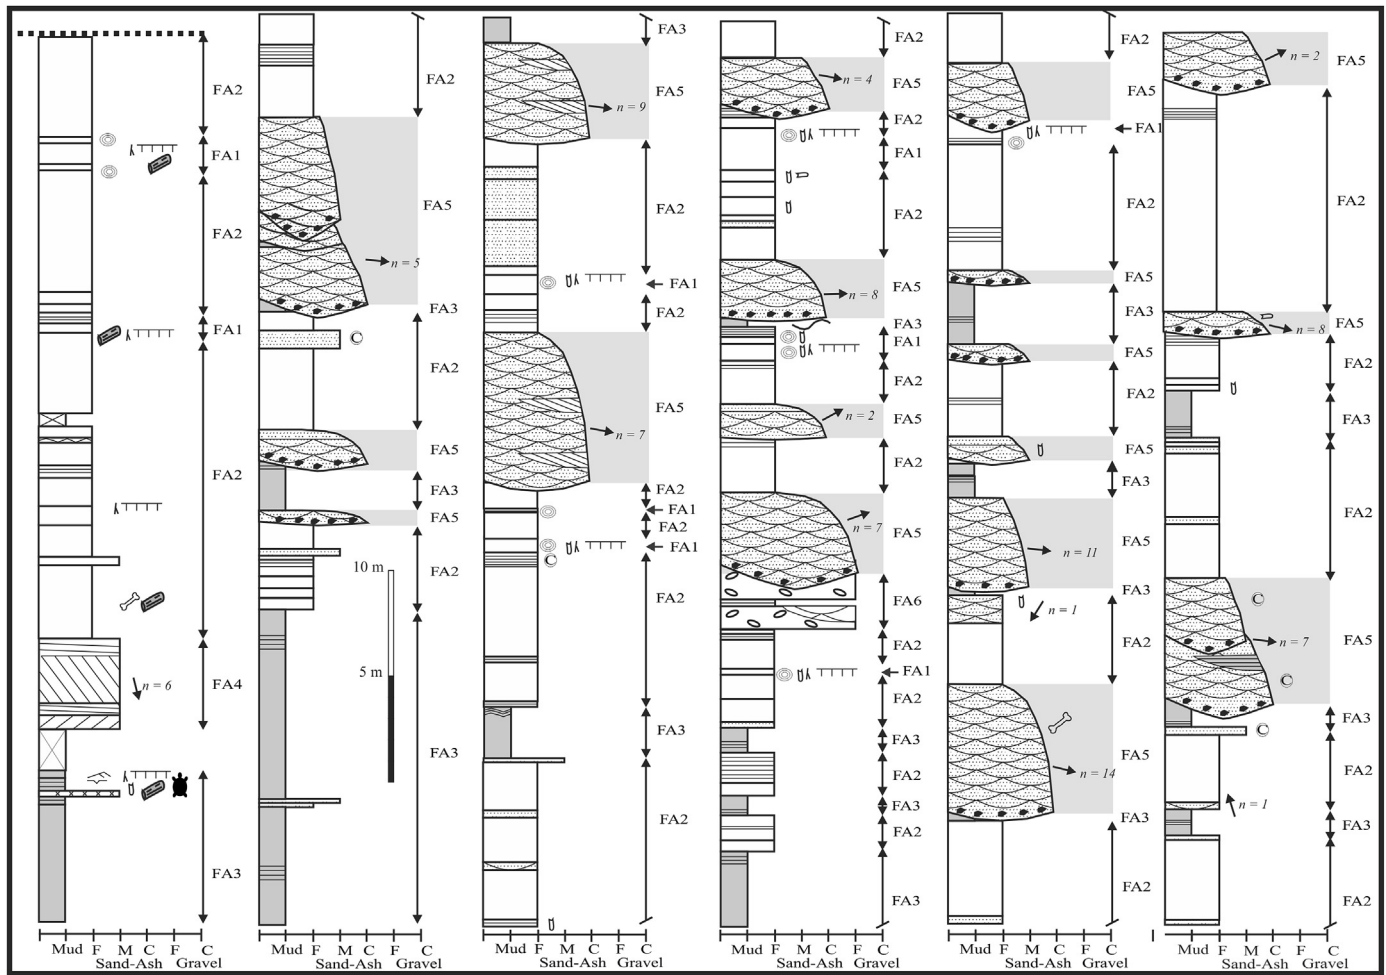 FA2
FA1
FA2
FA1
FA2
n = 6
FA4
FA3
Mud F M C F C
Sand-Ash Gravel
FA2
FA5
n = 5
FA3
FA2
FA5
FA3
FA5
FA2
10 m
5 m
FA3
Mud F M C F C
Sand-Ash Gravel
FA3
FA5
n = 9
FA2
FA1
FA2
FA5
n = 7
FA2
FA1
FA2
FA1
FA2
FA3
FA2
Mud F M C F C
Sand-Ash Gravel
FA2
n = 4
FA5
FA2
FA1
FA2
FA5
n = 8
FA3
FA1
FA2
n = 2
FA5
FA2
n = 7
FA5
FA6
FA2
FA1
FA2
FA3
FA2
FA3
FA2
FA3
Mud F M C F C
Sand-Ash Gravel
FA2
FA5
FA1
FA2
FA5
FA3
FA5
FA2
FA5
FA3
FA5
n = 11
FA3
n = 1
FA2
FA5
n = 14
FA3
FA2
Mud F M C F C
Sand-Ash Gravel
n = 2
FA5
FA2
FA5
n = 8
FA2
FA3
FA2
FA5
n = 7
FA3
FA2
n = 1
FA3
FA2
Mud F M C F C
Sand-Ash Gravel